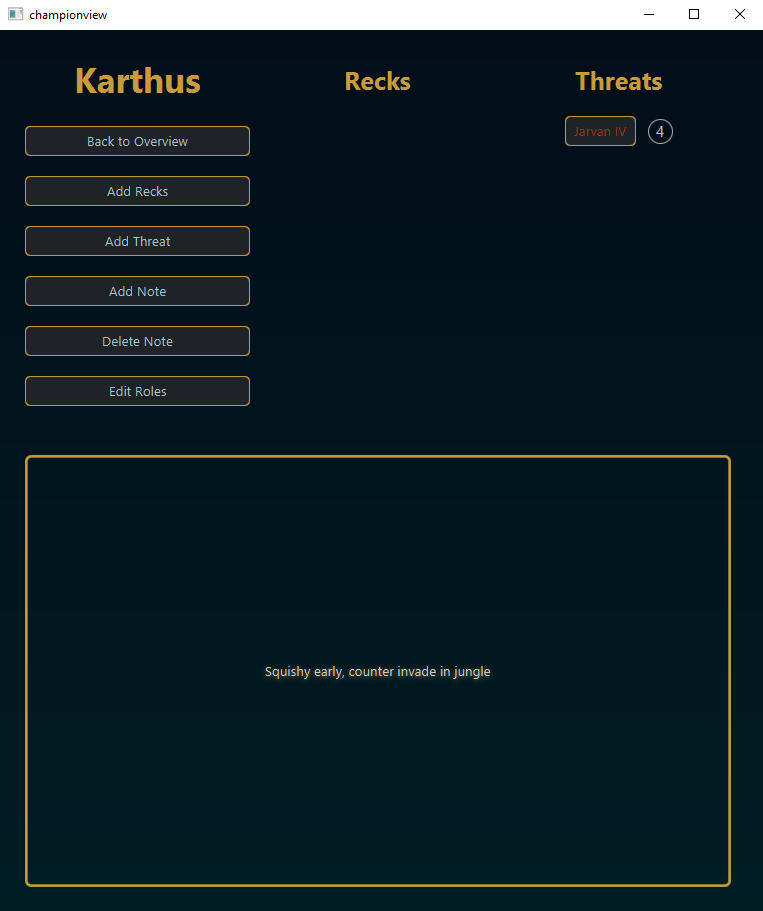 championview
Karthus
Recks
Threats
Back to Overview
Jarvan IV
4
Add Recks
Add Threat
Add Note
Delete Note
Edit Roles
Squishy early, counter invade in jungle